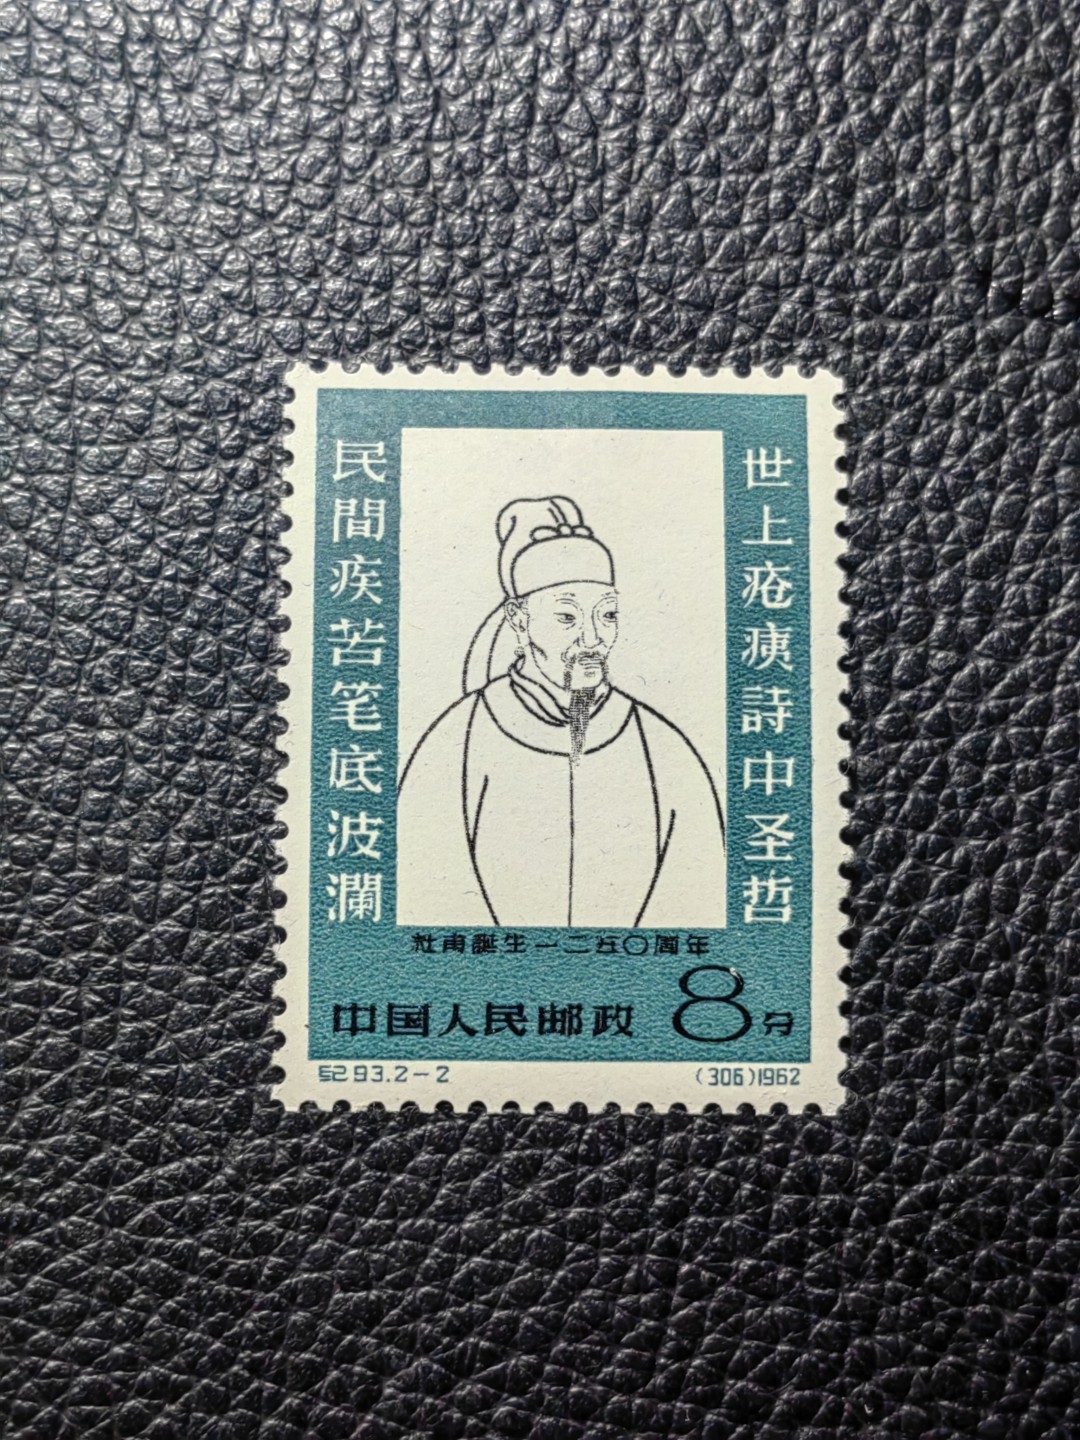 世上疮痍詩中圣哲
民間疾苦笔底波瀾
杜甫誕生一二五〇周年
中国人民邮政 8分
纪93.2-2 (306)1962